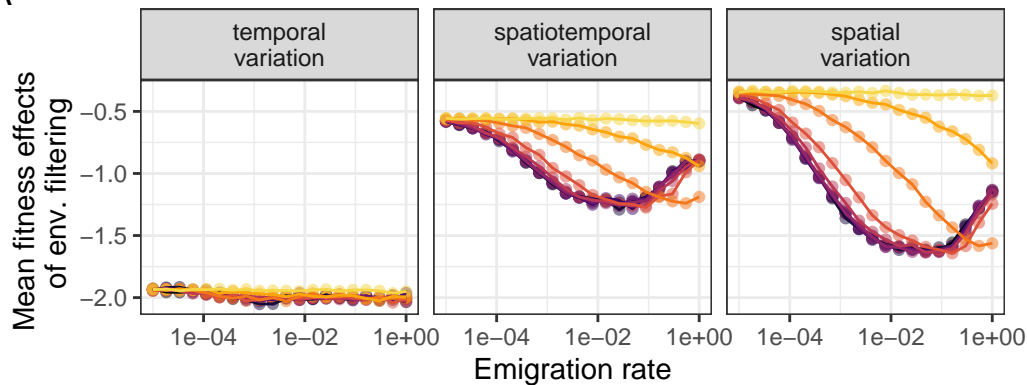 temporal
variation
spatiotemporal
variation
spatial
variation
Mean fitness effects
of env. filtering
−0.5
−1.0
−1.5
−2.0
1e−04 1e−02 1e+00
1e−04 1e−02 1e+00
1e−04 1e−02 1e+00
Emigration rate